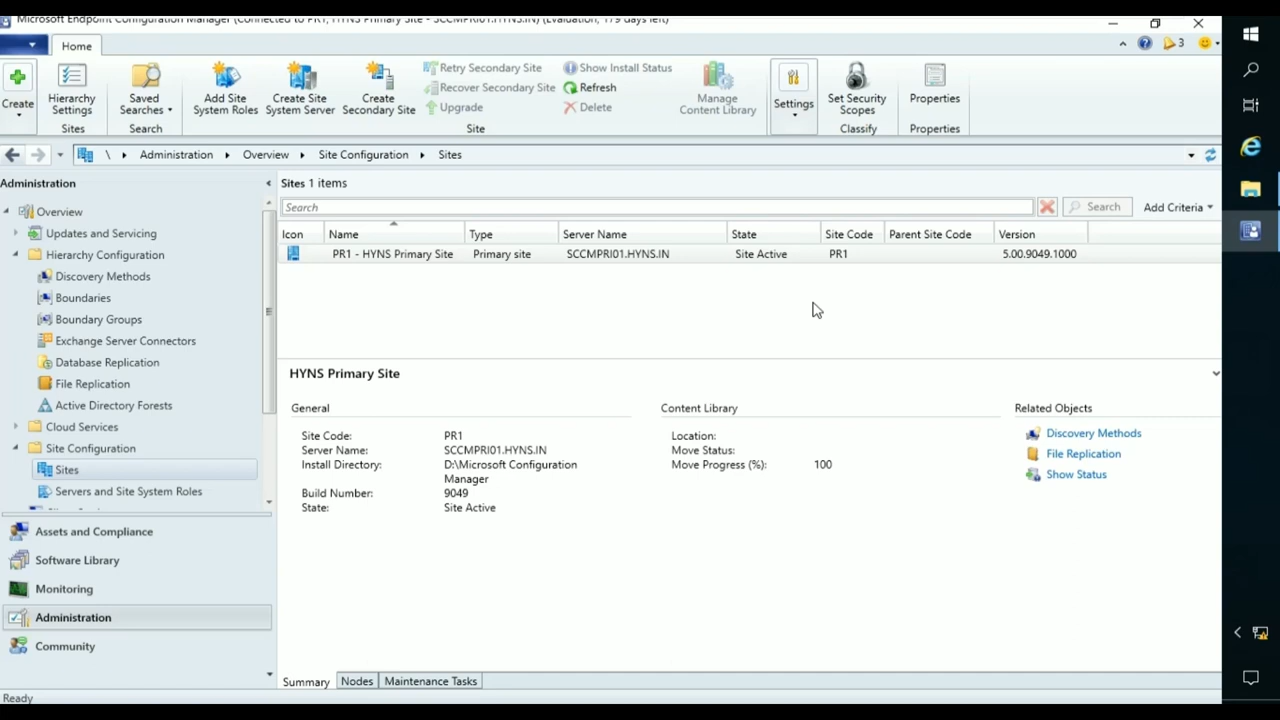 Microsoft Endpoint Configuration Manager (Connected to PR1, HYNS Primary Site - SCCMPRI01.HYNS.IN) (Evaluation, 179 days left)
Home
3
Create
Hierarchy Settings
Sites
Saved Searches
Search
Add Site System Roles
Create Site System Server
Create Secondary Site
Retry Secondary Site
Recover Secondary Site
Upgrade
Show Install Status
Refresh
Delete
Site
Manage Content Library
Settings
Set Security Scopes
Classify
Properties
Properties
\ Administration Overview Site Configuration Sites
Administration
Overview
Updates and Servicing
Hierarchy Configuration
Discovery Methods
Boundaries
Boundary Groups
Exchange Server Connectors
Database Replication
File Replication
Active Directory Forests
Cloud Services
Site Configuration
Sites
Servers and Site System Roles
Assets and Compliance
Software Library
Monitoring
Administration
Community
Sites 1 items
Search
Search
Add Criteria
Icon Name Type Server Name State Site Code Parent Site Code Version
PR1 - HYNS Primary Site Primary site SCCMPRI01.HYNS.IN Site Active PR1 5.00.9049.1000
HYNS Primary Site
General
Site Code: PR1
Server Name: SCCMPRI01.HYNS.IN
Install Directory: D:\Microsoft Configuration
Manager
Build Number: 9049
State: Site Active
Content Library
Location:
Move Status:
Move Progress (%): 100
Related Objects
Discovery Methods
File Replication
Show Status
Summary Nodes Maintenance Tasks
Ready